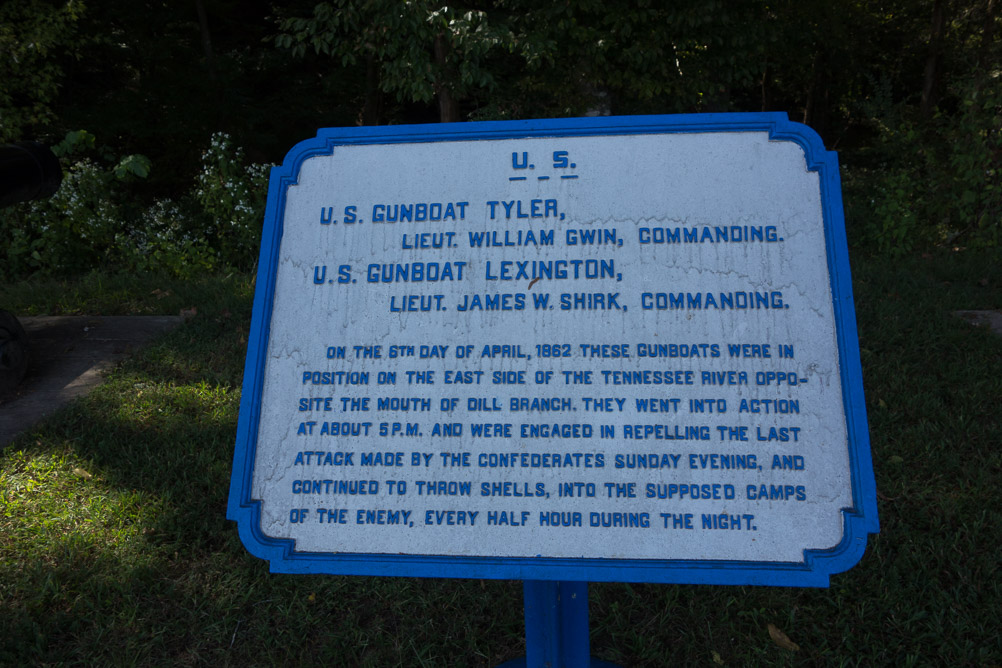 U. S.
U.S. GUNBOAT TYLER,
LIEUT. WILLIAM GWIN, COMMANDING.
U.S. GUNBOAT LEXINGTON,
LIEUT. JAMES W. SHIRK, COMMANDING.
ON THE 6TH DAY OF APRIL, 1862 THESE GUNBOATS WERE IN
POSITION ON THE EAST SIDE OF THE TENNESSEE RIVER OPPO-
SITE THE MOUTH OF DILL BRANCH. THEY WENT INTO ACTION
AT ABOUT 5 P.M. AND WERE ENGAGED IN REPELLING THE LAST
ATTACK MADE BY THE CONFEDERATES SUNDAY EVENING, AND
CONTINUED TO THROW SHELLS, INTO THE SUPPOSED CAMPS
OF THE ENEMY, EVERY HALF HOUR DURING THE NIGHT.